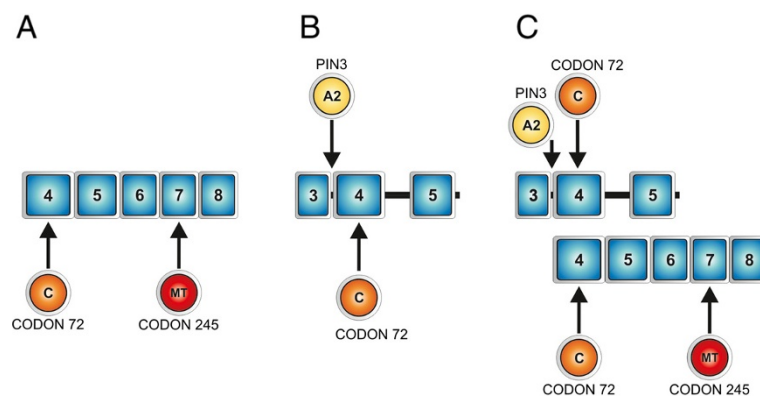 A
B
C
PIN3
A2
CODON 72
C
PIN3
A2
4 5 6 7 8
3 4 5
3 4 5
C
CODON 72
MT
CODON 245
C
CODON 72
4 5 6 7 8
C
CODON 72
MT
CODON 245